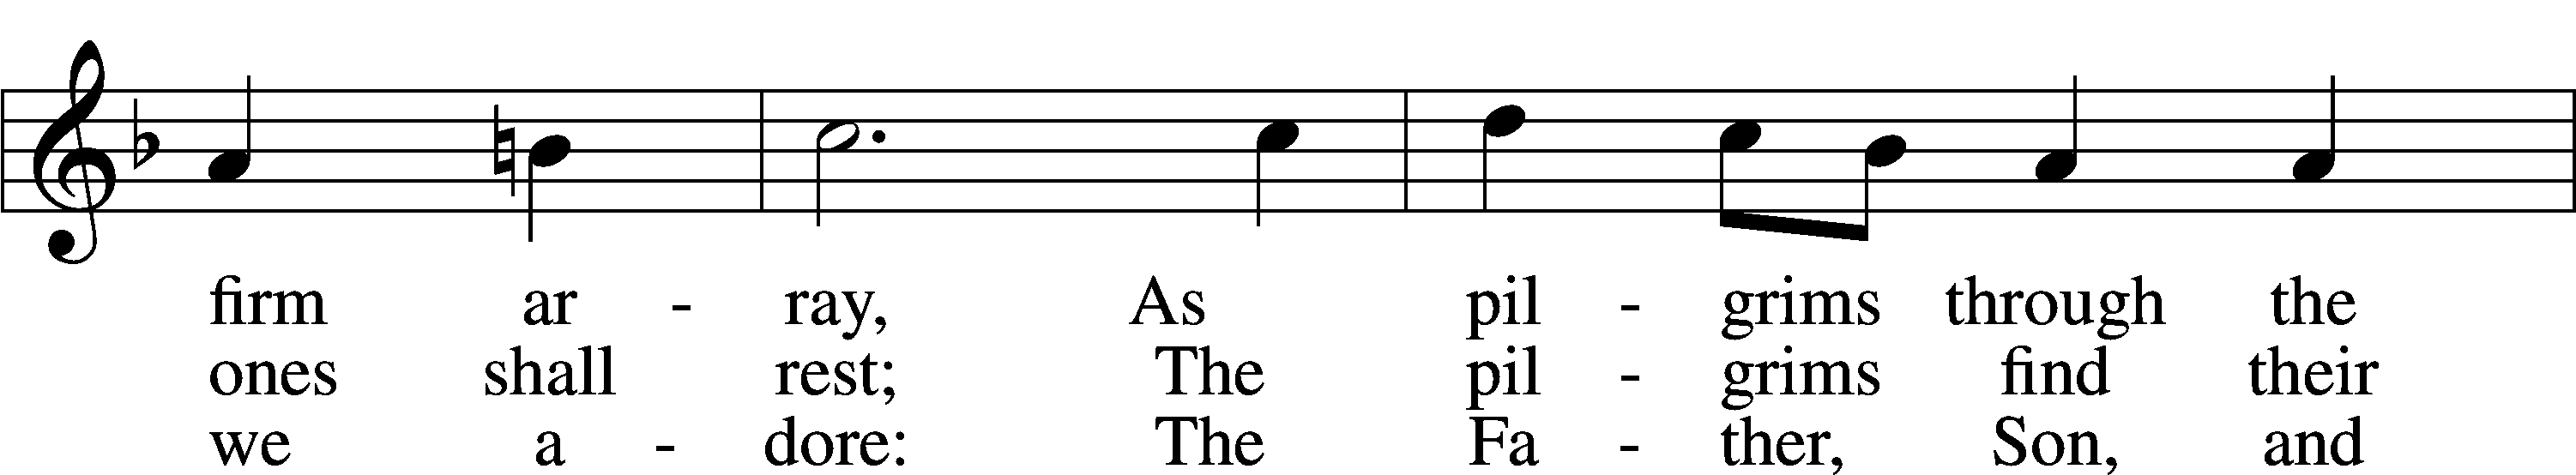 firm ar - ray, As pil - grims through the
ones shall rest; The pil - grims find their
we a - dore: The Fa - ther, Son, and